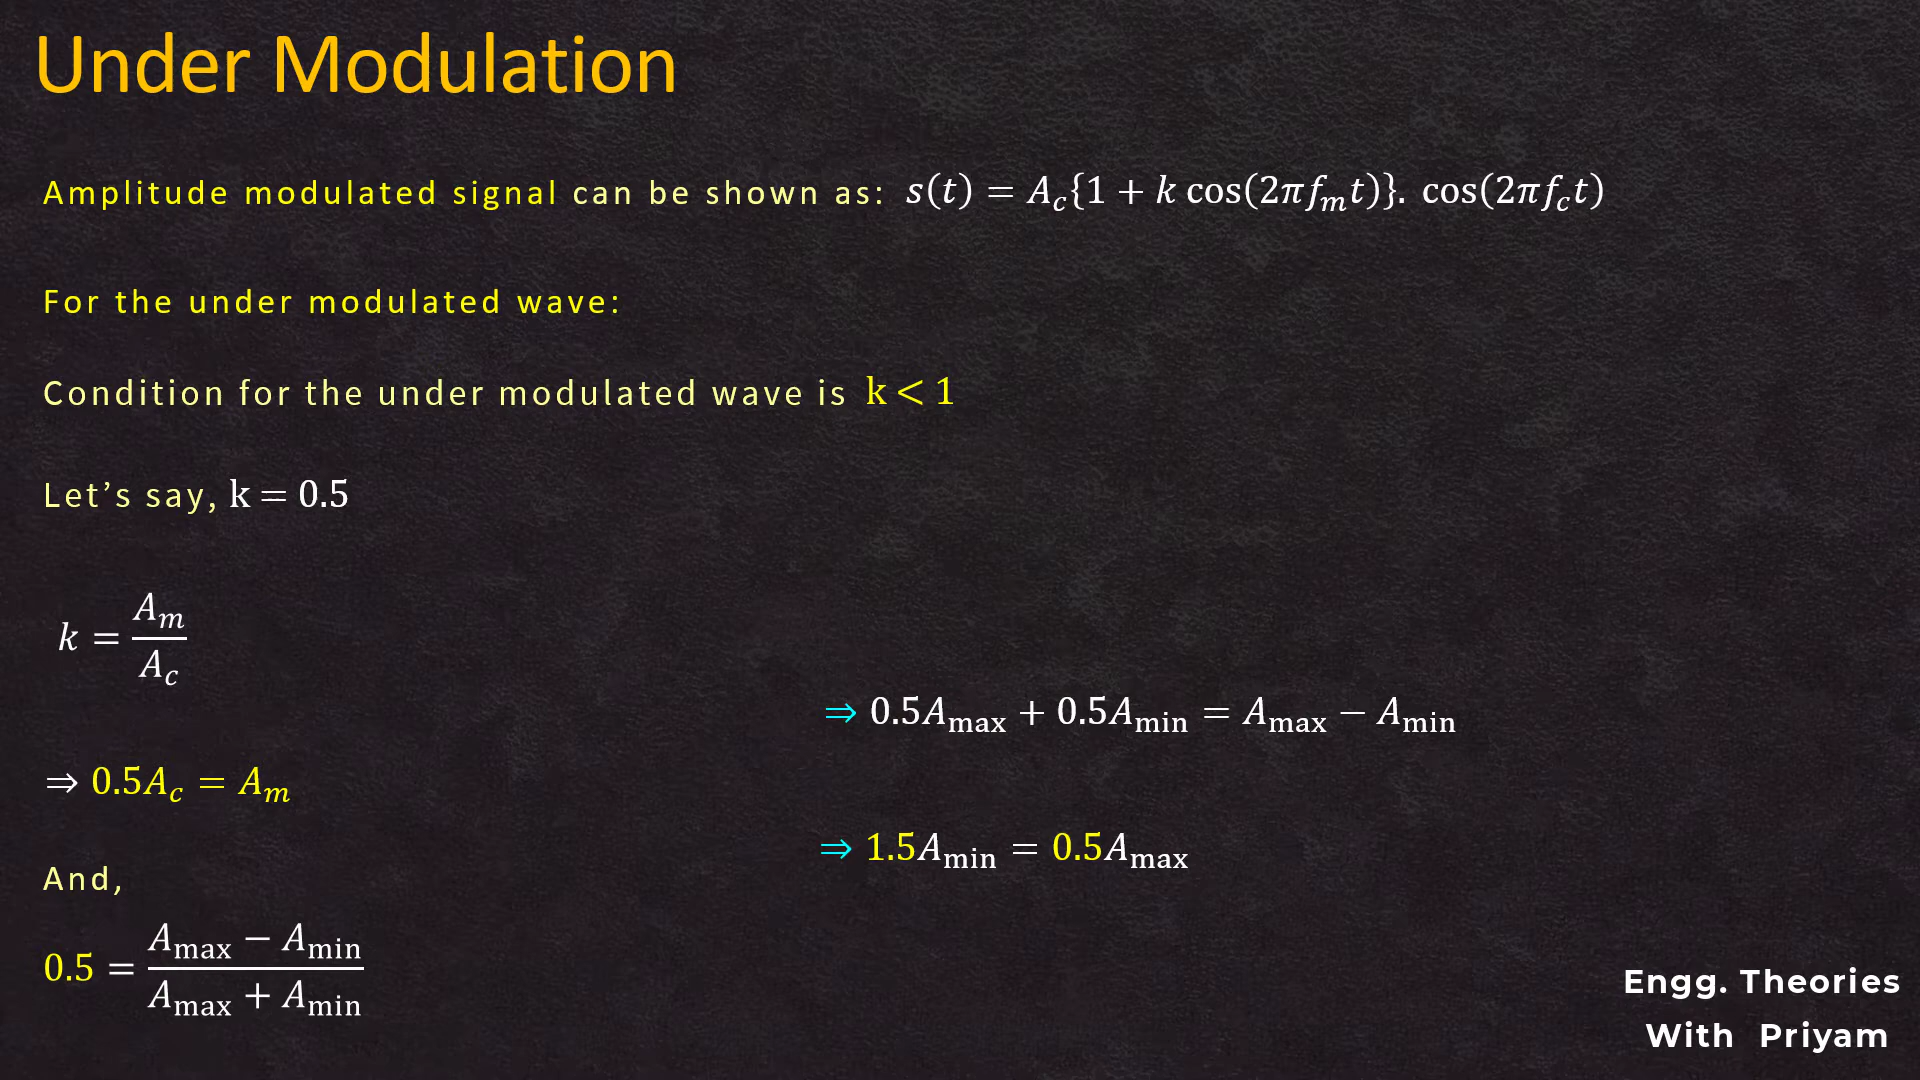 Under Modulation
Amplitude modulated signal can be shown as: s(t) = A_c{1 + k cos(2πf_m t)}. cos(2πf_c t)
For the under modulated wave:
Condition for the under modulated wave is k < 1
Let’s say, k = 0.5
k = A_m / A_c
⇒ 0.5A_c = A_m
And,
0.5 = (A_max − A_min) / (A_max + A_min)
⇒ 0.5A_max + 0.5A_min = A_max − A_min
⇒ 1.5A_min = 0.5A_max
Engg. Theories
With Priyam